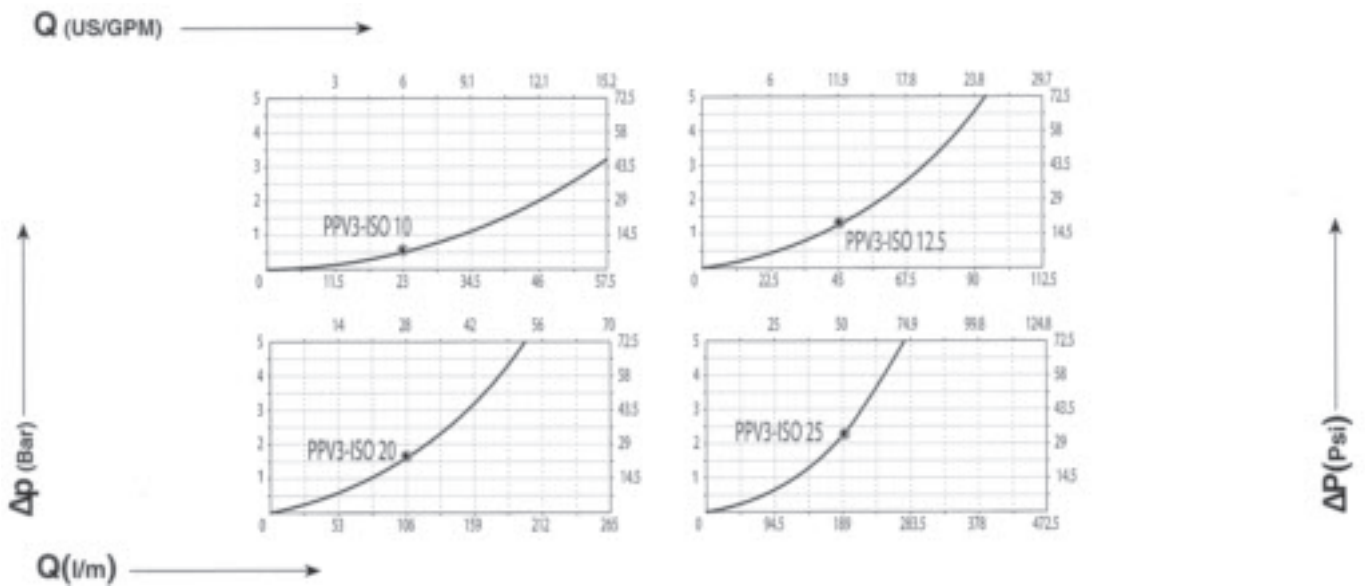 Q (US/GPM)
3 6 9.1 12.1 15.2
5 72.5
4 58
3 43.5
2 29
1 14.5
PPV3-ISO 10
0 11.5 23 34.5 46 57.5
6 11.9 17.8 23.8 29.7
5 72.5
4 58
3 43.5
2 29
1 14.5
PPV3-ISO 12.5
0 22.5 45 67.5 90 112.5
14 28 42 56 70
5 72.5
4 58
3 43.5
2 29
1 14.5
PPV3-ISO 20
0 53 106 159 212 265
25 50 74.9 99.8 124.8
5 72.5
4 58
3 43.5
2 29
1 14.5
PPV3-ISO 25
0 94.5 189 283.5 378 472.5
Δp (Bar)
ΔP(Psi)
Q(l/m)